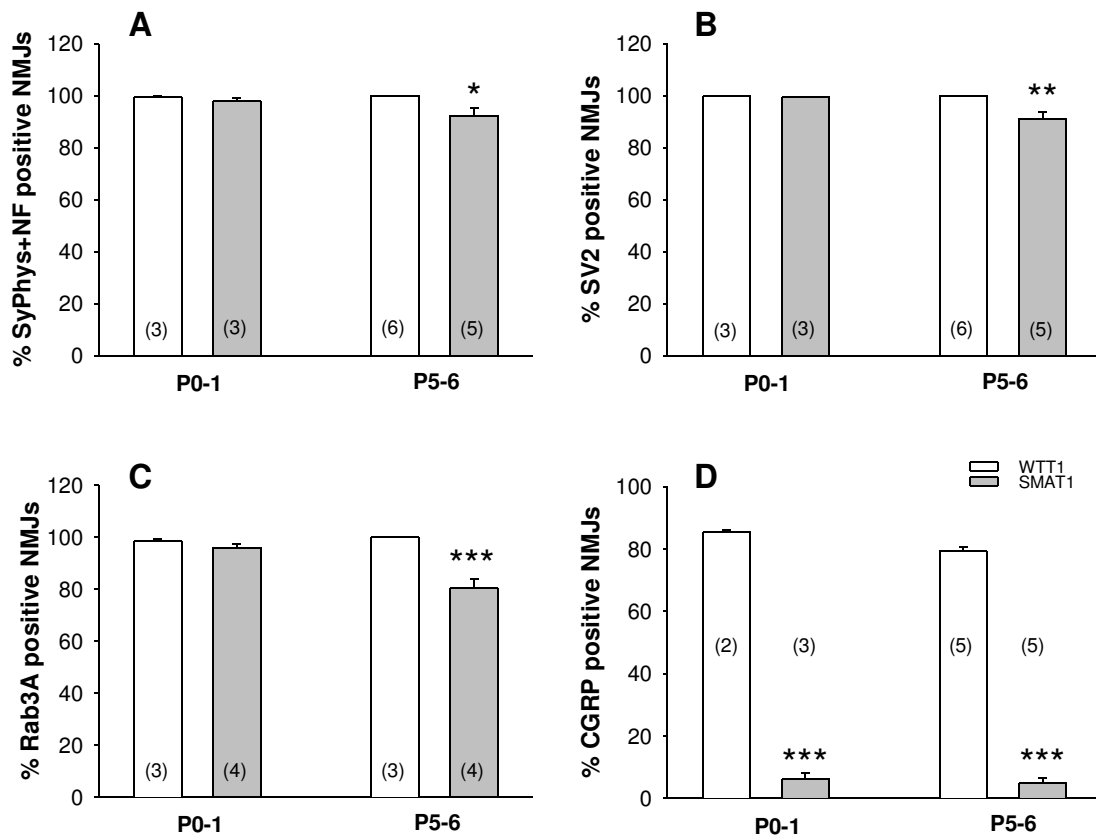 A
% SyPhys+NF positive NMJs
120
100
80
60
40
20
0
*
(3)
(3)
(6)
(5)
P0-1
P5-6
B
% SV2 positive NMJs
120
100
80
60
40
20
0
**
(3)
(3)
(6)
(5)
P0-1
P5-6
C
% Rab3A positive NMJs
120
100
80
60
40
20
0
***
(3)
(4)
(3)
(4)
P0-1
P5-6
D
WTT1
SMAT1
% CGRP positive NMJs
100
80
60
40
20
0
(2)
(3)
(5)
(5)
***
***
P0-1
P5-6